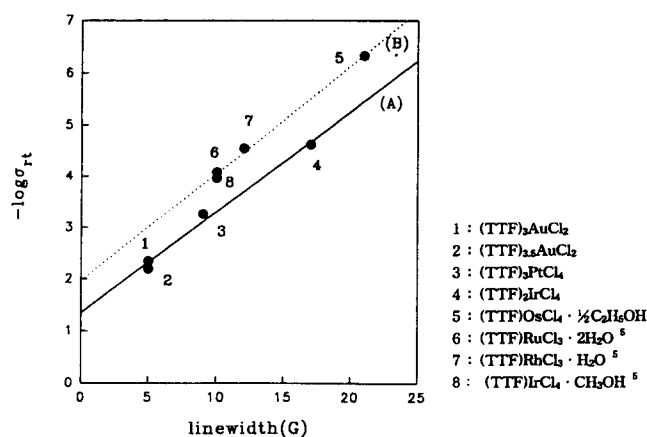 7
6
5
4
3
2
1
0
-logσrt
0
5
10
15
20
25
linewidth(G)
5
(B)
(A)
7
6
8
4
3
1
2
1 : (TTF)₃AuCl₂
2 : (TTF)₃.₅AuCl₂
3 : (TTF)₃PtCl₄
4 : (TTF)₂IrCl₄
5 : (TTF)OsCl₄ · ½C₂H₅OH
6 : (TTF)RuCl₃ · 2H₂O ⁵
7 : (TTF)RhCl₃ · H₂O ⁵
8 : (TTF)IrCl₄ · CH₃OH ⁵